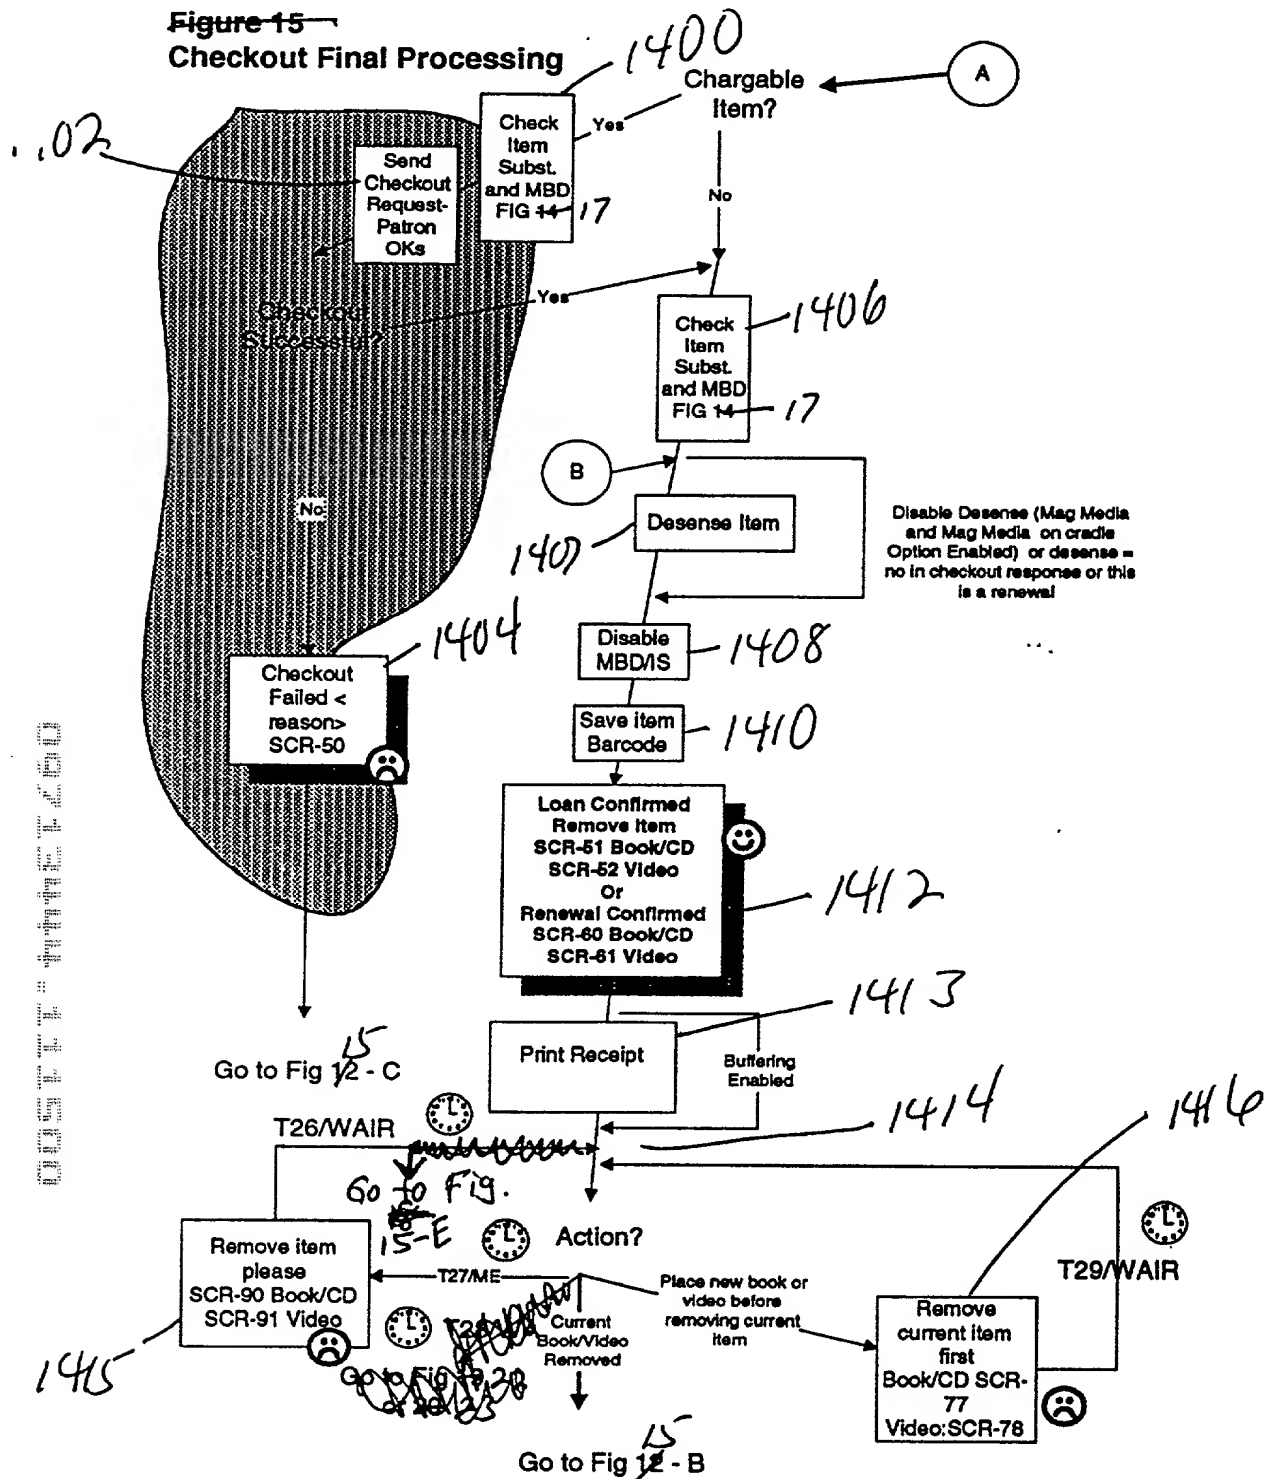 Figure 15
Checkout Final Processing
1400
A
Chargable
Item?
Yes
Check
Item
Subst.
and MBD
FIG 14 17
..02
Send
Checkout
Request-
Patron
OKs
No
Checkout
Successful?
Yes
1406
Check
Item
Subst.
and MBD
FIG 14 17
B
Desense Item
Disable Desense (Mag Media
and Mag Media on cradle
Option Enabled) or desense =
no in checkout response or this
is a renewal
No
1404
Disable
MBD/IS
1408
Checkout
Failed <
reason>
SCR-50
Save item
Barcode
1410
Loan Confirmed
Remove Item
SCR-51 Book/CD
SCR-52 Video
Or
Renewal Confirmed
SCR-60 Book/CD
SCR-61 Video
1412
1413
Print Receipt
Buffering
Enabled
15
Go to Fig 12 - C
1414
1416
T26/WAIR
Go to Fig.
15-E
Action?
Remove item
please
SCR-90 Book/CD
SCR-91 Video
T27/ME
Place new book or
video before
removing current
item
T29/WAIR
Current
Book/Video
Removed
Remove
current item
first
Book/CD SCR-
77
Video:SCR-78
1415
Go to Fig
15
Go to Fig 12 - B